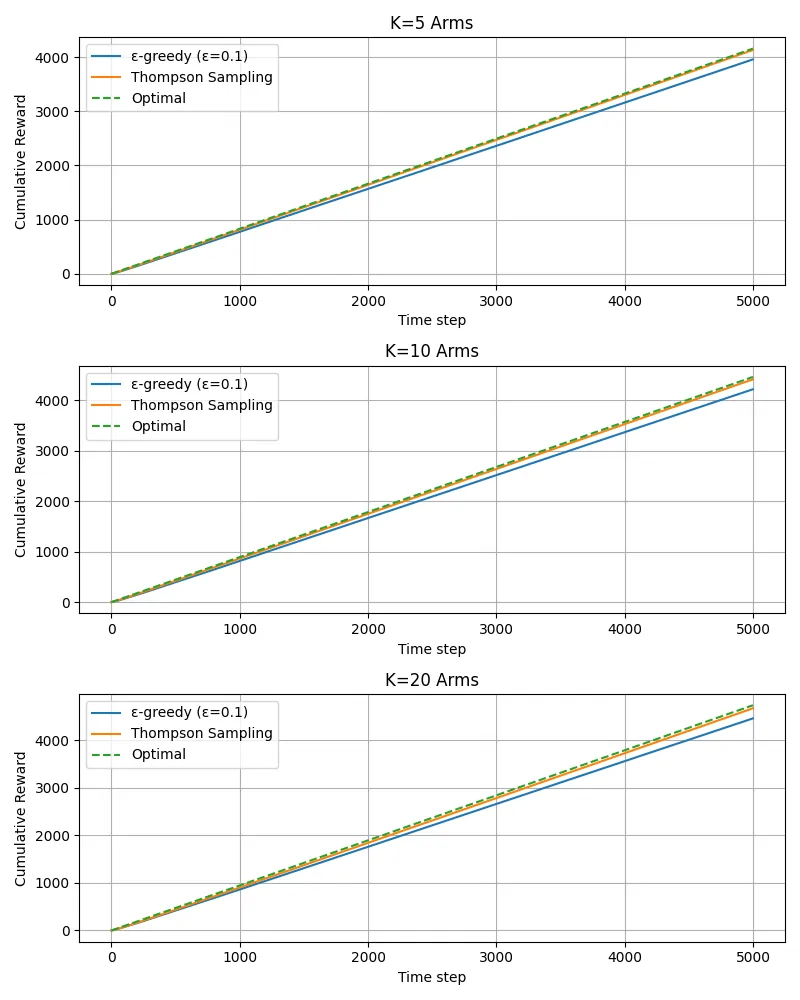 K=5 Arms
ε-greedy (ε=0.1)
Thompson Sampling
Optimal
Cumulative Reward
4000
3000
2000
1000
0
0 1000 2000 3000 4000 5000
Time step
K=10 Arms
ε-greedy (ε=0.1)
Thompson Sampling
Optimal
Cumulative Reward
4000
3000
2000
1000
0
0 1000 2000 3000 4000 5000
Time step
K=20 Arms
ε-greedy (ε=0.1)
Thompson Sampling
Optimal
Cumulative Reward
4000
3000
2000
1000
0
0 1000 2000 3000 4000 5000
Time step